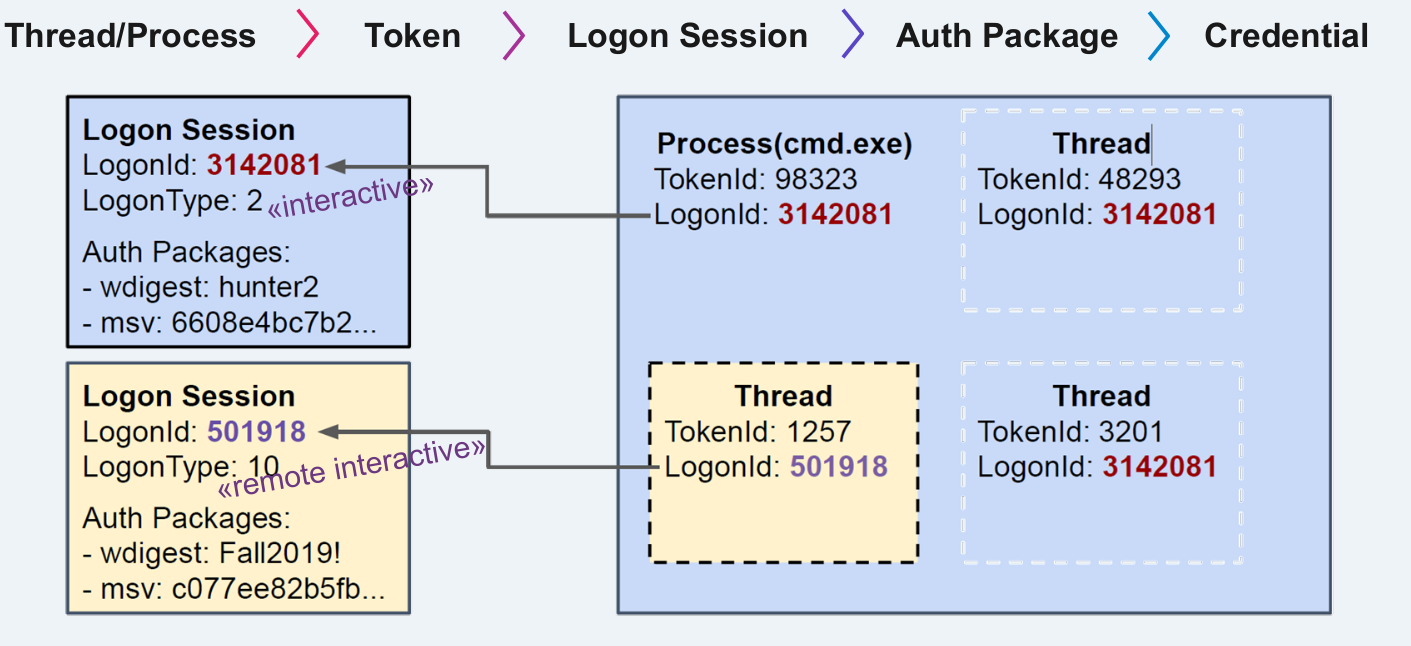 Thread/Process
Token
Logon Session
Auth Package
Credential
Logon Session
LogonId: 3142081
LogonType: 2
«interactive»
Auth Packages:
- wdigest: hunter2
- msv: 6608e4bc7b2...
Logon Session
LogonId: 501918
LogonType: 10
«remote interactive»
Auth Packages:
- wdigest: Fall2019!
- msv: c077ee82b5fb...
Process(cmd.exe)
TokenId: 98323
LogonId: 3142081
Thread
TokenId: 48293
LogonId: 3142081
Thread
TokenId: 1257
LogonId: 501918
Thread
TokenId: 3201
LogonId: 3142081